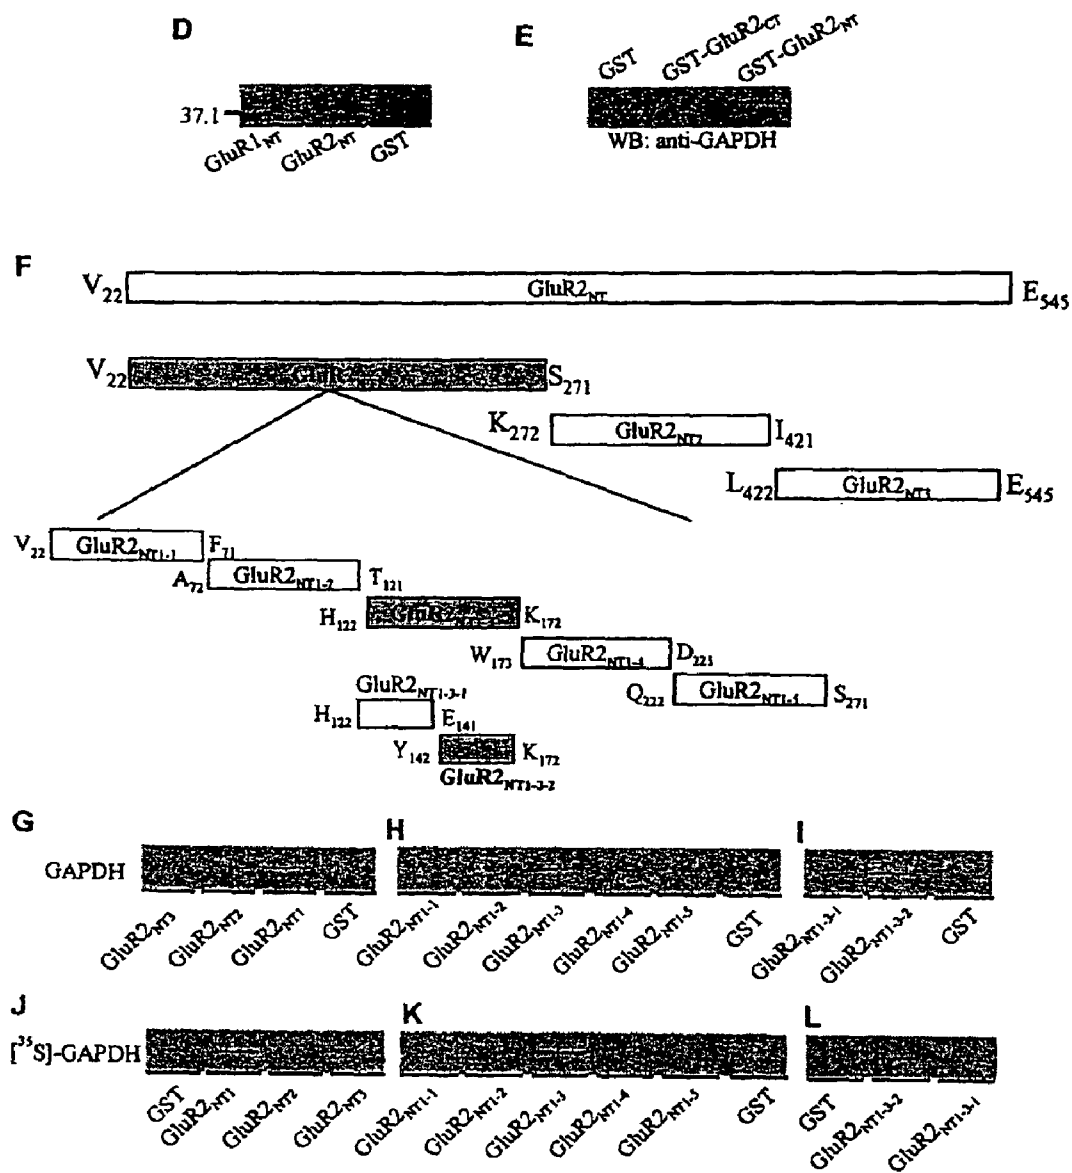 D
37.1
GluR1NT GluR2NT GST
E
GST GST-GluR2CT GST-GluR2NT
WB: anti-GAPDH
F
V22 GluR2NT E545
V22 S271
K272 GluR2NT2 I421
L422 GluR2NT3 E545
V22 GluR2NT1-1 F71
A72 GluR2NT1-2 T121
H122 K172
W173 GluR2NT1-4 D221
Q222 GluR2NT1-5 S271
GluR2NT1-3-1
H122 E141
Y142 K172
GluR2NT1-3-2
G H I
GAPDH
GluR2NT3 GluR2NT2 GluR2NT1 GST GluR2NT1-1 GluR2NT1-2 GluR2NT1-3 GluR2NT1-4 GluR2NT1-5 GST GluR2NT1-3-1 GluR2NT1-3-2 GST
J K L
[35S]-GAPDH
GST GluR2NT1 GluR2NT2 GluR2NT3 GluR2NT1-1 GluR2NT1-2 GluR2NT1-3 GluR2NT1-4 GluR2NT1-5 GST GST GluR2NT1-3-2 GluR2NT1-3-1